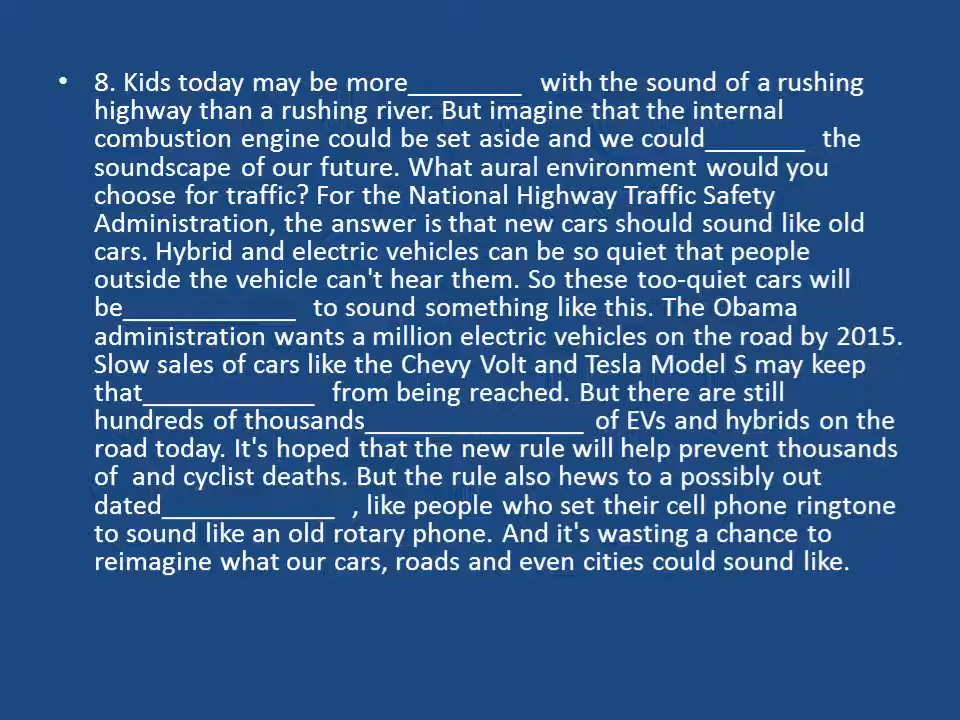 • 8. Kids today may be more________ with the sound of a rushing
highway than a rushing river. But imagine that the internal
combustion engine could be set aside and we could_______ the
soundscape of our future. What aural environment would you
choose for traffic? For the National Highway Traffic Safety
Administration, the answer is that new cars should sound like old
cars. Hybrid and electric vehicles can be so quiet that people
outside the vehicle can't hear them. So these too-quiet cars will
be____________ to sound something like this. The Obama
administration wants a million electric vehicles on the road by 2015.
Slow sales of cars like the Chevy Volt and Tesla Model S may keep
that____________ from being reached. But there are still
hundreds of thousands_______________ of EVs and hybrids on the
road today. It's hoped that the new rule will help prevent thousands
of and cyclist deaths. But the rule also hews to a possibly out
dated____________ , like people who set their cell phone ringtone
to sound like an old rotary phone. And it's wasting a chance to
reimagine what our cars, roads and even cities could sound like.